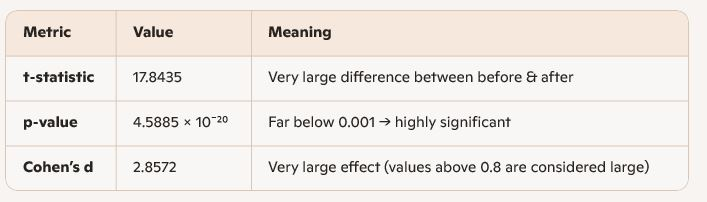 Metric Value Meaning
t-statistic 17.8435 Very large difference between before & after
p-value 4.5885 × 10⁻²⁰ Far below 0.001 → highly significant
Cohen’s d 2.8572 Very large effect (values above 0.8 are considered large)